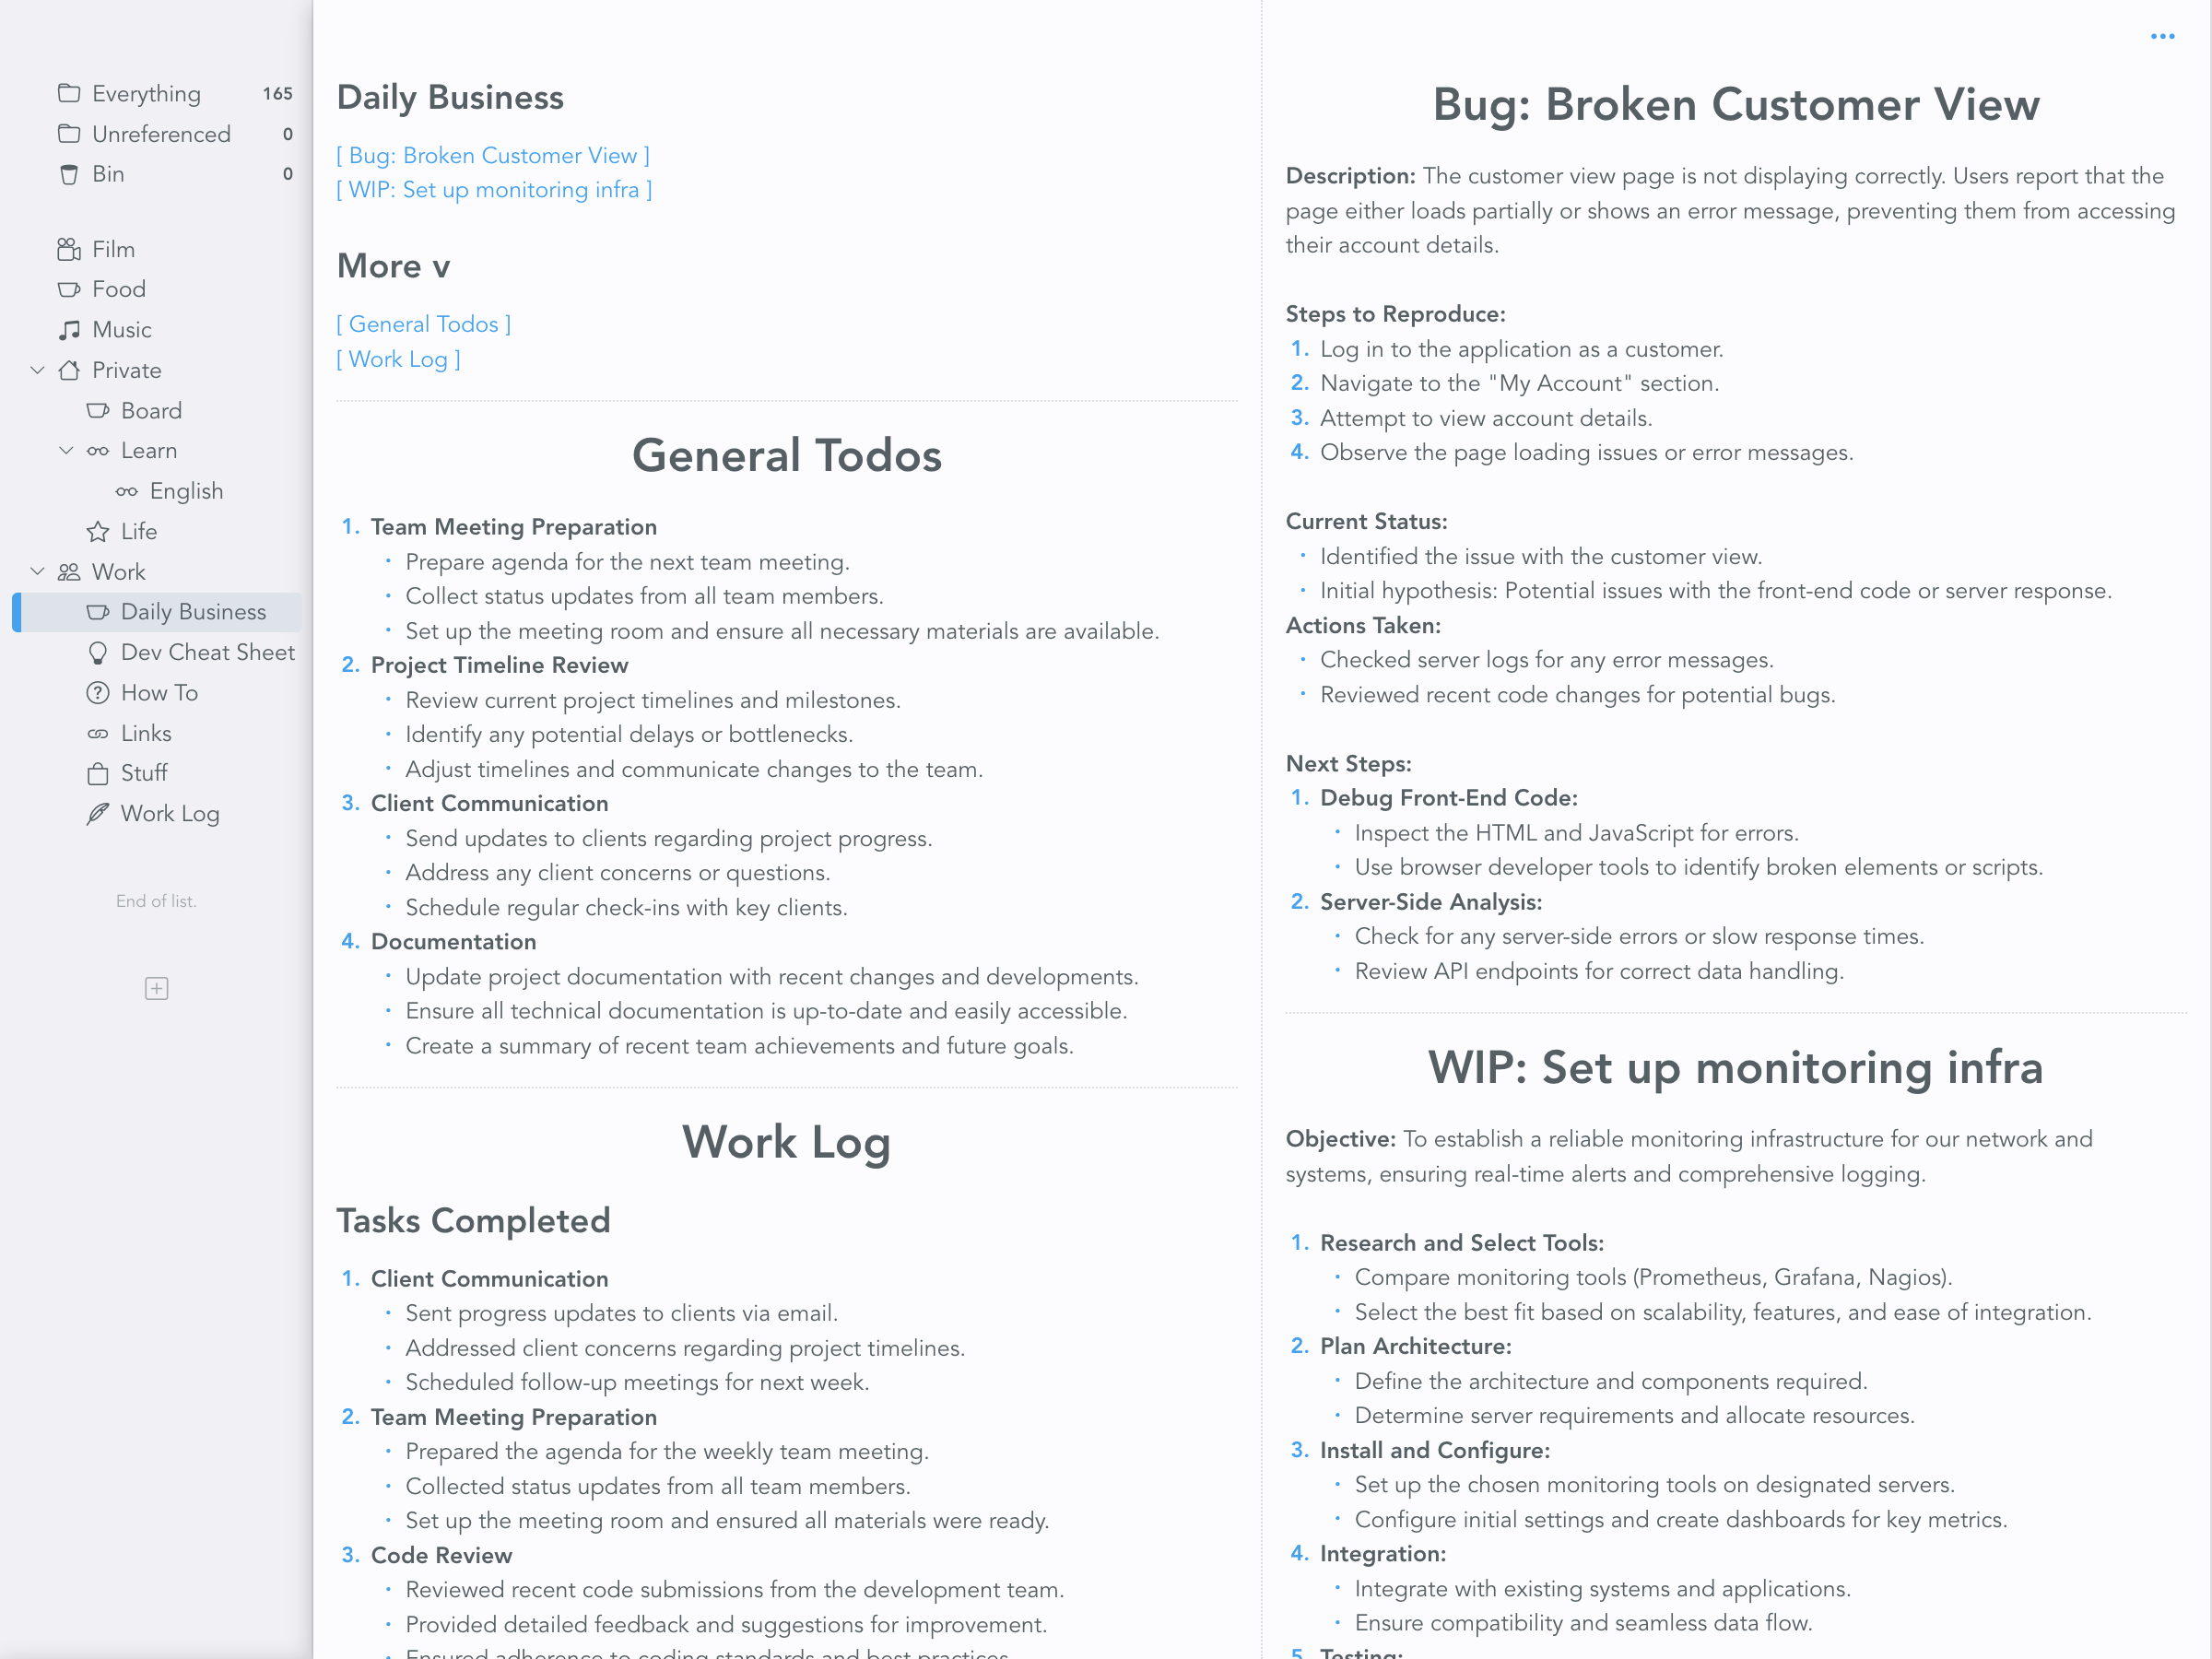 Everything 165
Unreferenced 0
Bin 0
Film
Food
Music
Private
Board
Learn
English
Life
Work
Daily Business
Dev Cheat Sheet
How To
Links
Stuff
Work Log
End of list.
Daily Business
[ Bug: Broken Customer View ]
[ WIP: Set up monitoring infra ]
More v
[ General Todos ]
[ Work Log ]
General Todos
1. Team Meeting Preparation
· Prepare agenda for the next team meeting.
· Collect status updates from all team members.
· Set up the meeting room and ensure all necessary materials are available.
2. Project Timeline Review
· Review current project timelines and milestones.
· Identify any potential delays or bottlenecks.
· Adjust timelines and communicate changes to the team.
3. Client Communication
· Send updates to clients regarding project progress.
· Address any client concerns or questions.
· Schedule regular check-ins with key clients.
4. Documentation
· Update project documentation with recent changes and developments.
· Ensure all technical documentation is up-to-date and easily accessible.
· Create a summary of recent team achievements and future goals.
Work Log
Tasks Completed
1. Client Communication
· Sent progress updates to clients via email.
· Addressed client concerns regarding project timelines.
· Scheduled follow-up meetings for next week.
2. Team Meeting Preparation
· Prepared the agenda for the weekly team meeting.
· Collected status updates from all team members.
· Set up the meeting room and ensured all materials were ready.
3. Code Review
· Reviewed recent code submissions from the development team.
· Provided detailed feedback and suggestions for improvement.
· Ensured adherence to coding standards and best practices.
Bug: Broken Customer View
Description: The customer view page is not displaying correctly. Users report that the
page either loads partially or shows an error message, preventing them from accessing
their account details.
Steps to Reproduce:
1. Log in to the application as a customer.
2. Navigate to the "My Account" section.
3. Attempt to view account details.
4. Observe the page loading issues or error messages.
Current Status:
· Identified the issue with the customer view.
· Initial hypothesis: Potential issues with the front-end code or server response.
Actions Taken:
· Checked server logs for any error messages.
· Reviewed recent code changes for potential bugs.
Next Steps:
1. Debug Front-End Code:
· Inspect the HTML and JavaScript for errors.
· Use browser developer tools to identify broken elements or scripts.
2. Server-Side Analysis:
· Check for any server-side errors or slow response times.
· Review API endpoints for correct data handling.
WIP: Set up monitoring infra
Objective: To establish a reliable monitoring infrastructure for our network and
systems, ensuring real-time alerts and comprehensive logging.
1. Research and Select Tools:
· Compare monitoring tools (Prometheus, Grafana, Nagios).
· Select the best fit based on scalability, features, and ease of integration.
2. Plan Architecture:
· Define the architecture and components required.
· Determine server requirements and allocate resources.
3. Install and Configure:
· Set up the chosen monitoring tools on designated servers.
· Configure initial settings and create dashboards for key metrics.
4. Integration:
· Integrate with existing systems and applications.
· Ensure compatibility and seamless data flow.
5. Testing: